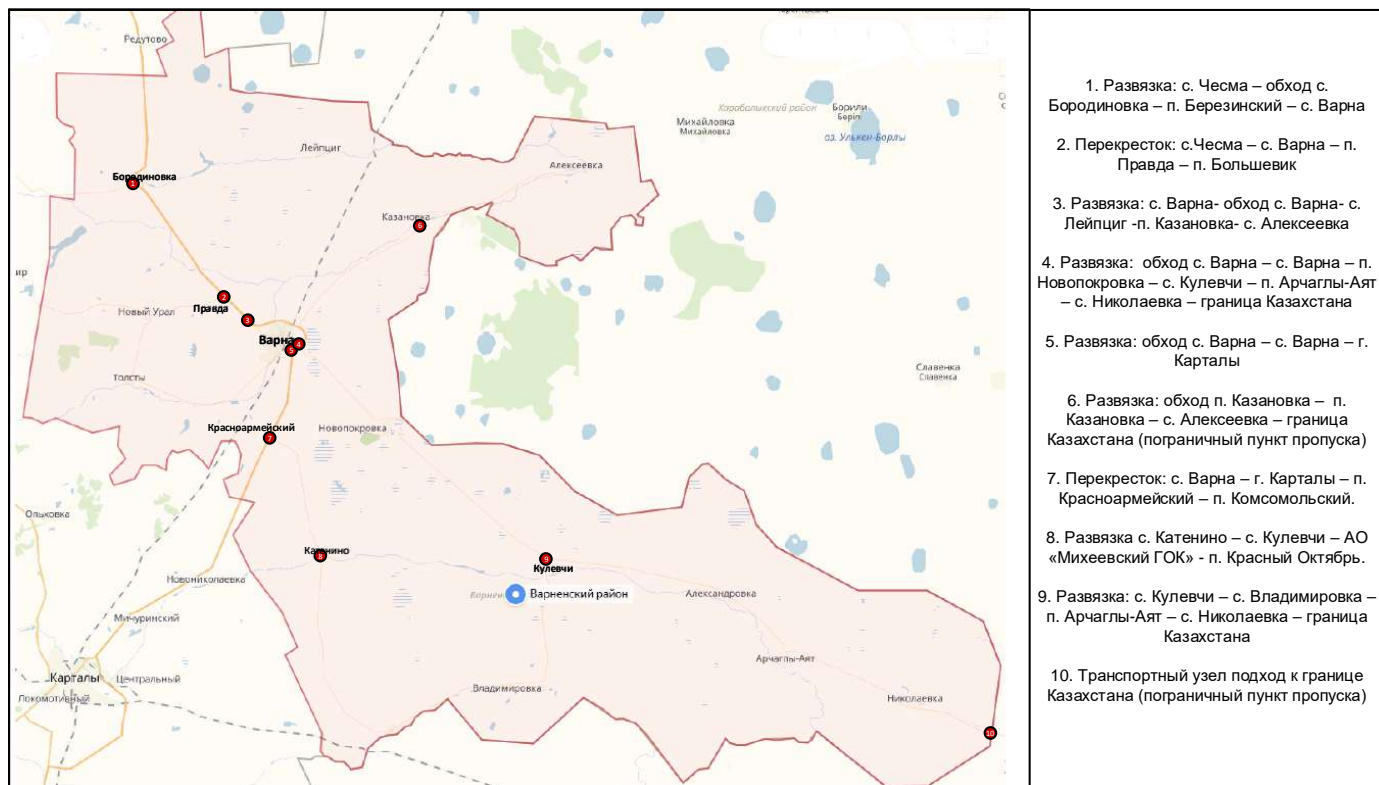 Редутово
Лейпциг
Бородиновка
1
Казановка
6
Алексеевка
Михайловка
Михайловка
Карабалыкский район
Борили
Беріл
оз. Улькен-Борлы
ир
2
Правда
Новый Урал
3
Варна
4
5
Толсты
Славенка
Славенка
Красноармейский
7
Новопокровка
Ольховка
Катенино
8
9
Кулевчи
Новониколаевка
Варненский район
Александровка
Мичуринский
Арчаглы-Аят
Карталы
Центральный
Локомотивный
Владимировка
Николаевка
10
1. Развязка: с. Чесма – обход с.
Бородиновка – п. Березинский – с. Варна
2. Перекресток: с.Чесма – с. Варна – п.
Правда – п. Большевик
3. Развязка: с. Варна- обход с. Варна- с.
Лейпциг -п. Казановка- с. Алексеевка
4. Развязка: обход с. Варна – с. Варна – п.
Новопокровка – с. Кулевчи – п. Арчаглы-Аят
– с. Николаевка – граница Казахстана
5. Развязка: обход с. Варна – с. Варна – г.
Карталы
6. Развязка: обход п. Казановка – п.
Казановка – с. Алексеевка – граница
Казахстана (пограничный пункт пропуска)
7. Перекресток: с. Варна – г. Карталы – п.
Красноармейский – п. Комсомольский.
8. Развязка с. Катенино – с. Кулевчи – АО
«Михеевский ГОК» - п. Красный Октябрь.
9. Развязка: с. Кулевчи – с. Владимировка –
п. Арчаглы-Аят – с. Николаевка – граница
Казахстана
10. Транспортный узел подход к границе
Казахстана (пограничный пункт пропуска)